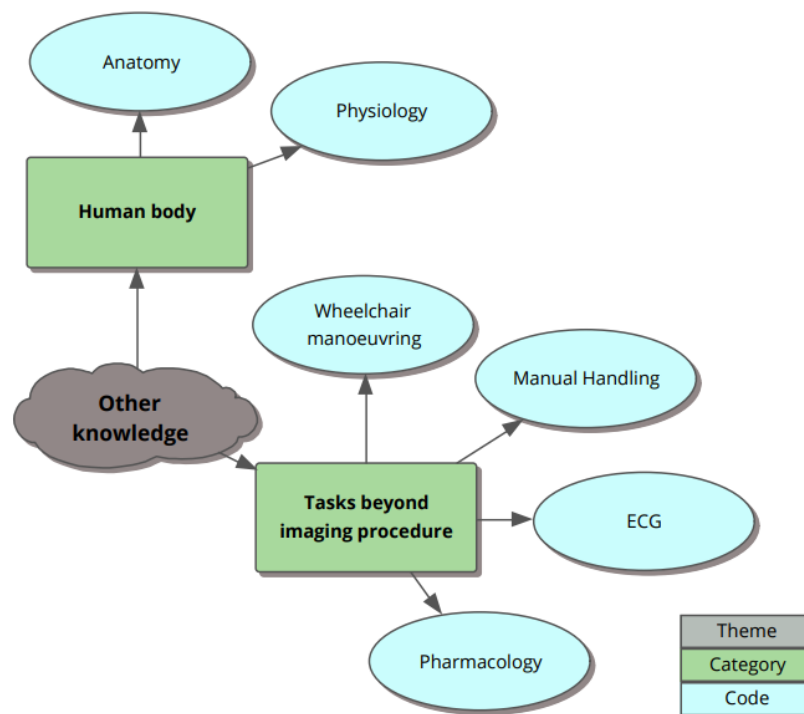 Anatomy
Physiology
Human body
Wheelchair
manoeuvring
Manual Handling
Other
knowledge
Tasks beyond
imaging procedure
ECG
Pharmacology
Theme
Category
Code